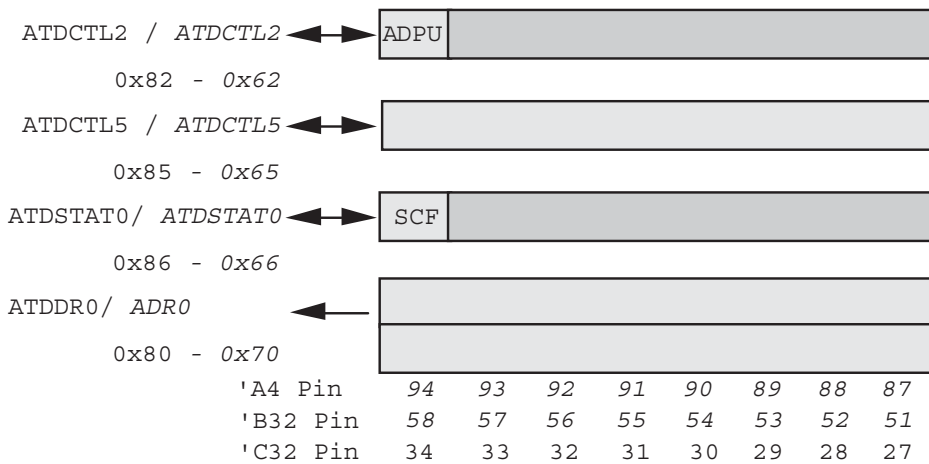 ATDCTL2 / ATDCTL2 ADPU
0x82 - 0x62
ATDCTL5 / ATDCTL5
0x85 - 0x65
ATDSTAT0/ ATDSTAT0 SCF
0x86 - 0x66
ATDDR0/ ADR0
0x80 - 0x70
'A4 Pin 94 93 92 91 90 89 88 87
'B32 Pin 58 57 56 55 54 53 52 51
'C32 Pin 34 33 32 31 30 29 28 27